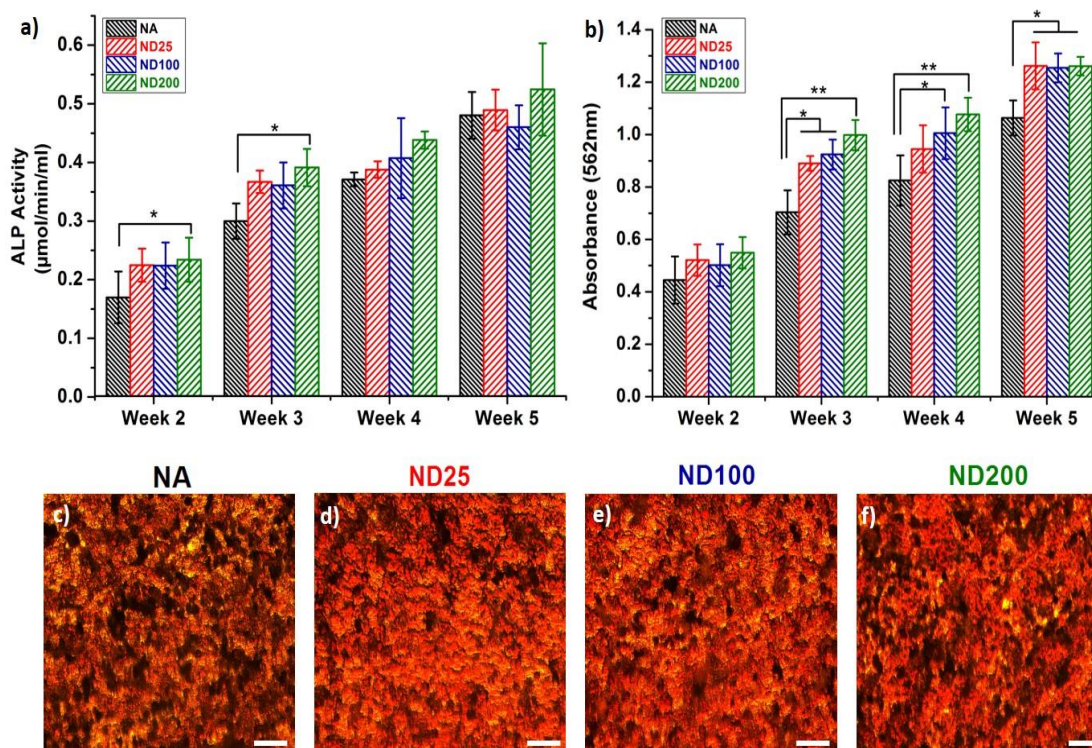 a)
NA
ND25
ND100
ND200
ALP Activity
(µmol/min/ml)
0.6
0.5
0.4
0.3
0.2
0.1
0.0
*
*
Week 2
Week 3
Week 4
Week 5
b)
NA
ND25
ND100
ND200
Absorbance (562nm)
1.4
1.2
1.0
0.8
0.6
0.4
0.2
0.0
**
*
**
*
*
Week 2
Week 3
Week 4
Week 5
NA
ND25
ND100
ND200
c)
d)
e)
f)